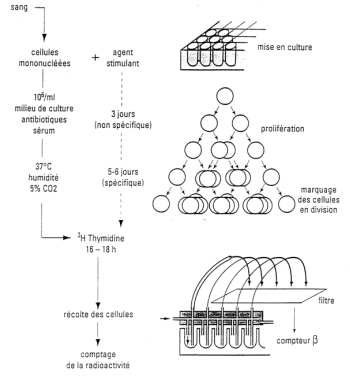 sang
cellules
mononucléées
+
agent
stimulant
mise en culture
10⁶/ml
milieu de culture
antibiotiques
sérum
3 jours
(non spécifique)
prolifération
37ºC
humidité
5% CO2
5-6 jours
(spécifique)
marquage
des cellules
en division
³H Thymidine
16 – 18 h
filtre
récolte des cellules
compteur β
comptage
de la radioactivité